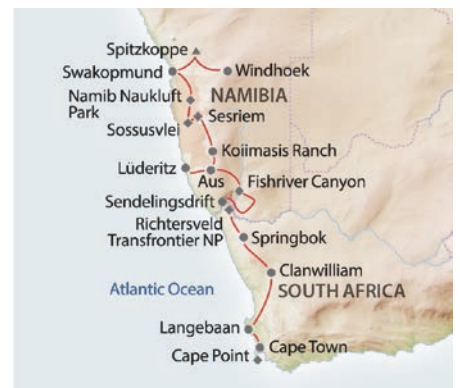 Spitzkoppe
Swakopmund
Windhoek
Namib Naukluft
Park
NAMIBIA
Sesriem
Sossusvlei
Koiimasis Ranch
Lüderitz
Aus
Fishriver Canyon
Sendelingsdrift
Richtersveld
Transfrontier NP
Springbok
Clanwilliam
Atlantic Ocean
SOUTH AFRICA
Langebaan
Cape Town
Cape Point